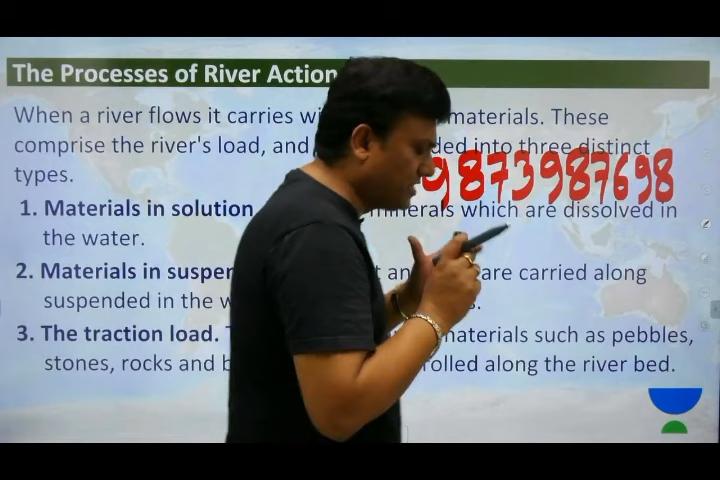 The Processes of River Action
When a river flows it carries materials. These
comprise the river's load, and into three distinct
types.
9873987698
1. Materials in solution minerals which are dissolved in
the water.
2. Materials in are carried along
suspended in the
3. The traction load. materials such as pebbles,
stones, rocks and rolled along the river bed.